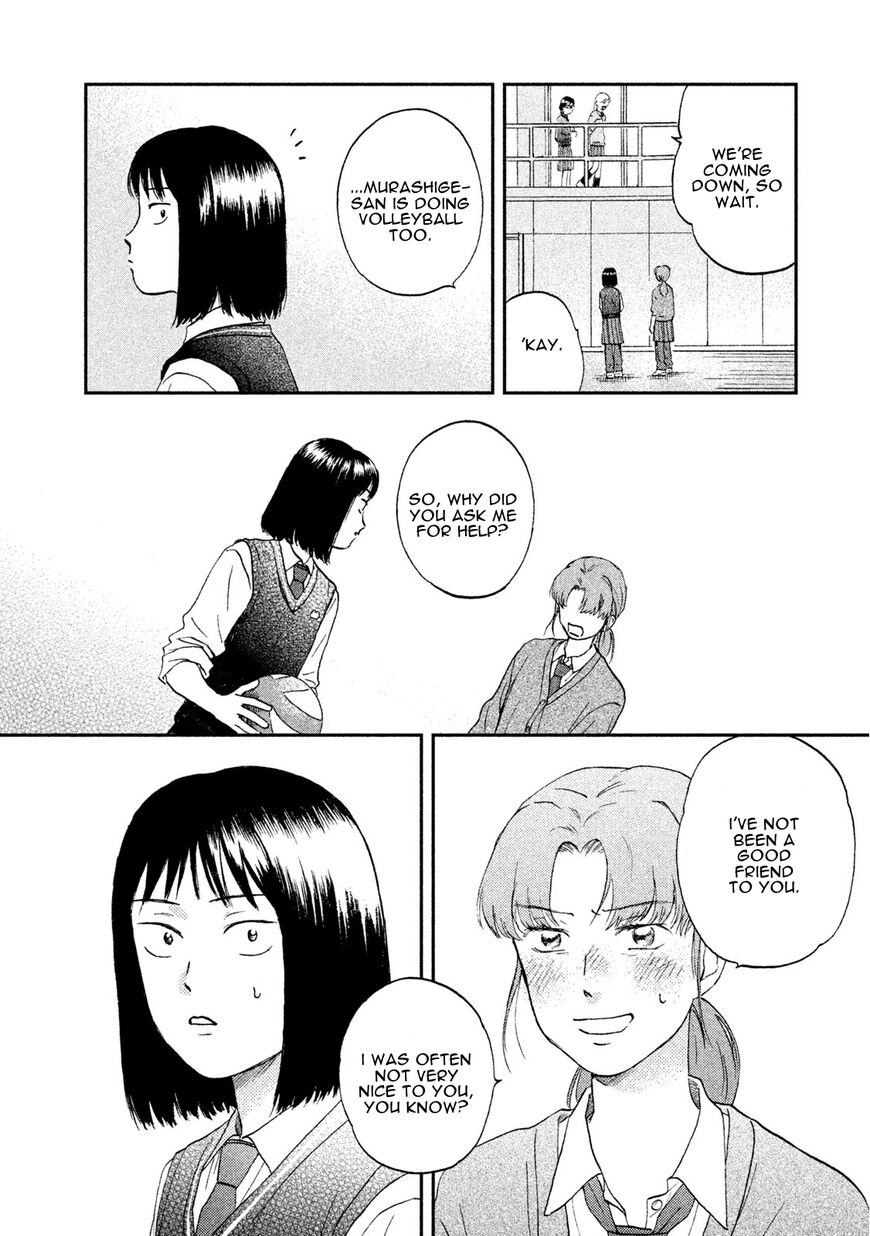 WE'RE
COMING
DOWN, SO
WAIT.
'KAY.
...MURASHIGE-
SAN IS DOING
VOLLEYBALL
TOO.
SO, WHY DID
YOU ASK ME
FOR HELP?
I'VE NOT
BEEN A
GOOD
FRIEND
TO YOU.
I WAS OFTEN
NOT VERY
NICE TO YOU,
YOU KNOW?